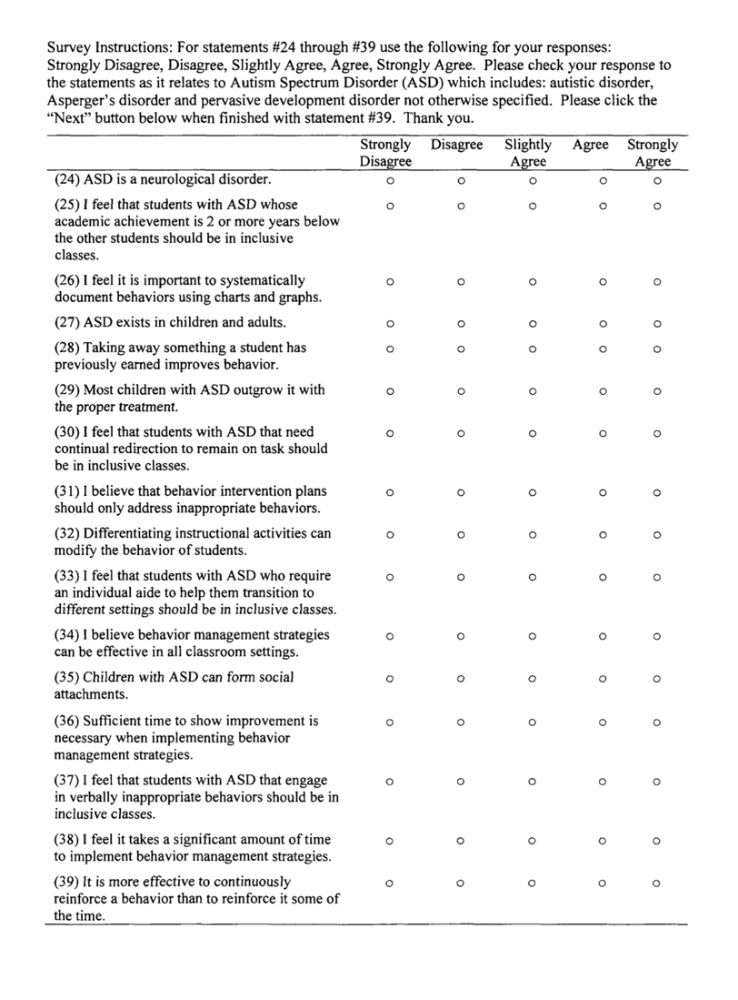 Survey Instructions: For statements #24 through #39 use the following for your responses:
Strongly Disagree, Disagree, Slightly Agree, Agree, Strongly Agree. Please check your response to
the statements as it relates to Autism Spectrum Disorder (ASD) which includes: autistic disorder,
Asperger's disorder and pervasive development disorder not otherwise specified. Please click the
"Next" button below when finished with statement #39. Thank you.
Strongly Disagree Slightly Agree Strongly
Disagree Agree Agree
(24) ASD is a neurological disorder.
(25) I feel that students with ASD whose
academic achievement is 2 or more years below
the other students should be in inclusive
classes.
(26) I feel it is important to systematically
document behaviors using charts and graphs.
(27) ASD exists in children and adults.
(28) Taking away something a student has
previously earned improves behavior.
(29) Most children with ASD outgrow it with
the proper treatment.
(30) I feel that students with ASD that need
continual redirection to remain on task should
be in inclusive classes.
(31) I believe that behavior intervention plans
should only address inappropriate behaviors.
(32) Differentiating instructional activities can
modify the behavior of students.
(33) I feel that students with ASD who require
an individual aide to help them transition to
different settings should be in inclusive classes.
(34) I believe behavior management strategies
can be effective in all classroom settings.
(35) Children with ASD can form social
attachments.
(36) Sufficient time to show improvement is
necessary when implementing behavior
management strategies.
(37) I feel that students with ASD that engage
in verbally inappropriate behaviors should be in
inclusive classes.
(38) I feel it takes a significant amount of time
to implement behavior management strategies.
(39) It is more effective to continuously
reinforce a behavior than to reinforce it some of
the time.